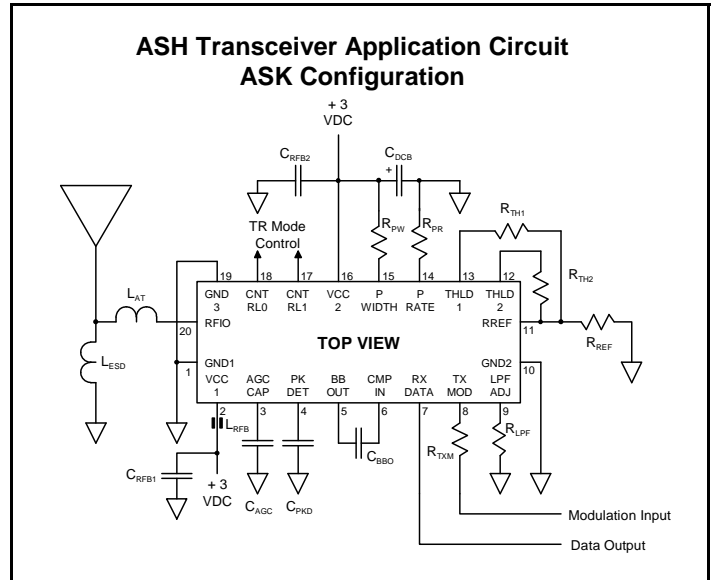 ASH Transceiver Application Circuit
ASK Configuration
+ 3
VDC
CRFB2
CDCB
+
TR Mode
Control
RPW
RPR
RTH1
RTH2
19
18
17
16
15
14
13
12
GND
3
CNT
RL0
CNT
RL1
VCC
2
P
WIDTH
P
RATE
THLD
1
THLD
2
LAT
20
RFIO
RREF
11
RREF
TOP VIEW
LESD
1
GND1
GND2
10
VCC
1
AGC
CAP
PK
DET
BB
OUT
CMP
IN
RX
DATA
TX
MOD
LPF
ADJ
2
3
4
5
6
7
8
9
LRFB
CBBO
RTXM
RLPF
CRFB1
+ 3
VDC
CAGC
CPKD
Modulation Input
Data Output